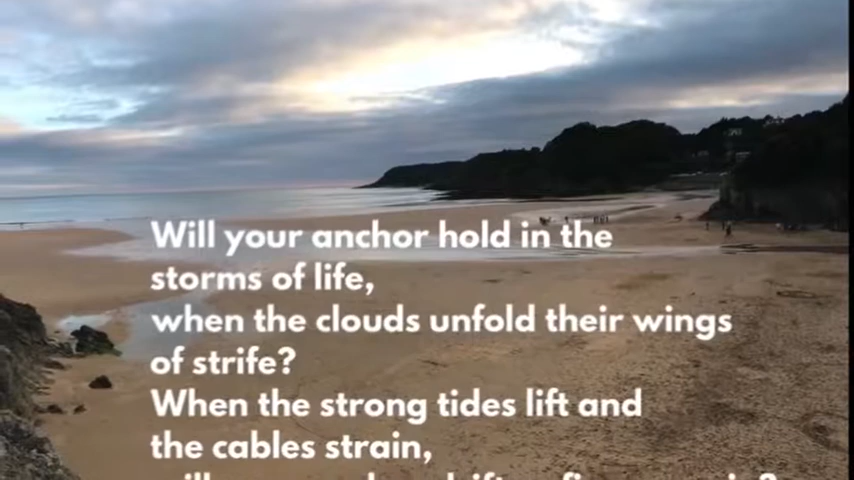 Will your anchor hold in the
storms of life,
when the clouds unfold their wings
of strife?
When the strong tides lift and
the cables strain,